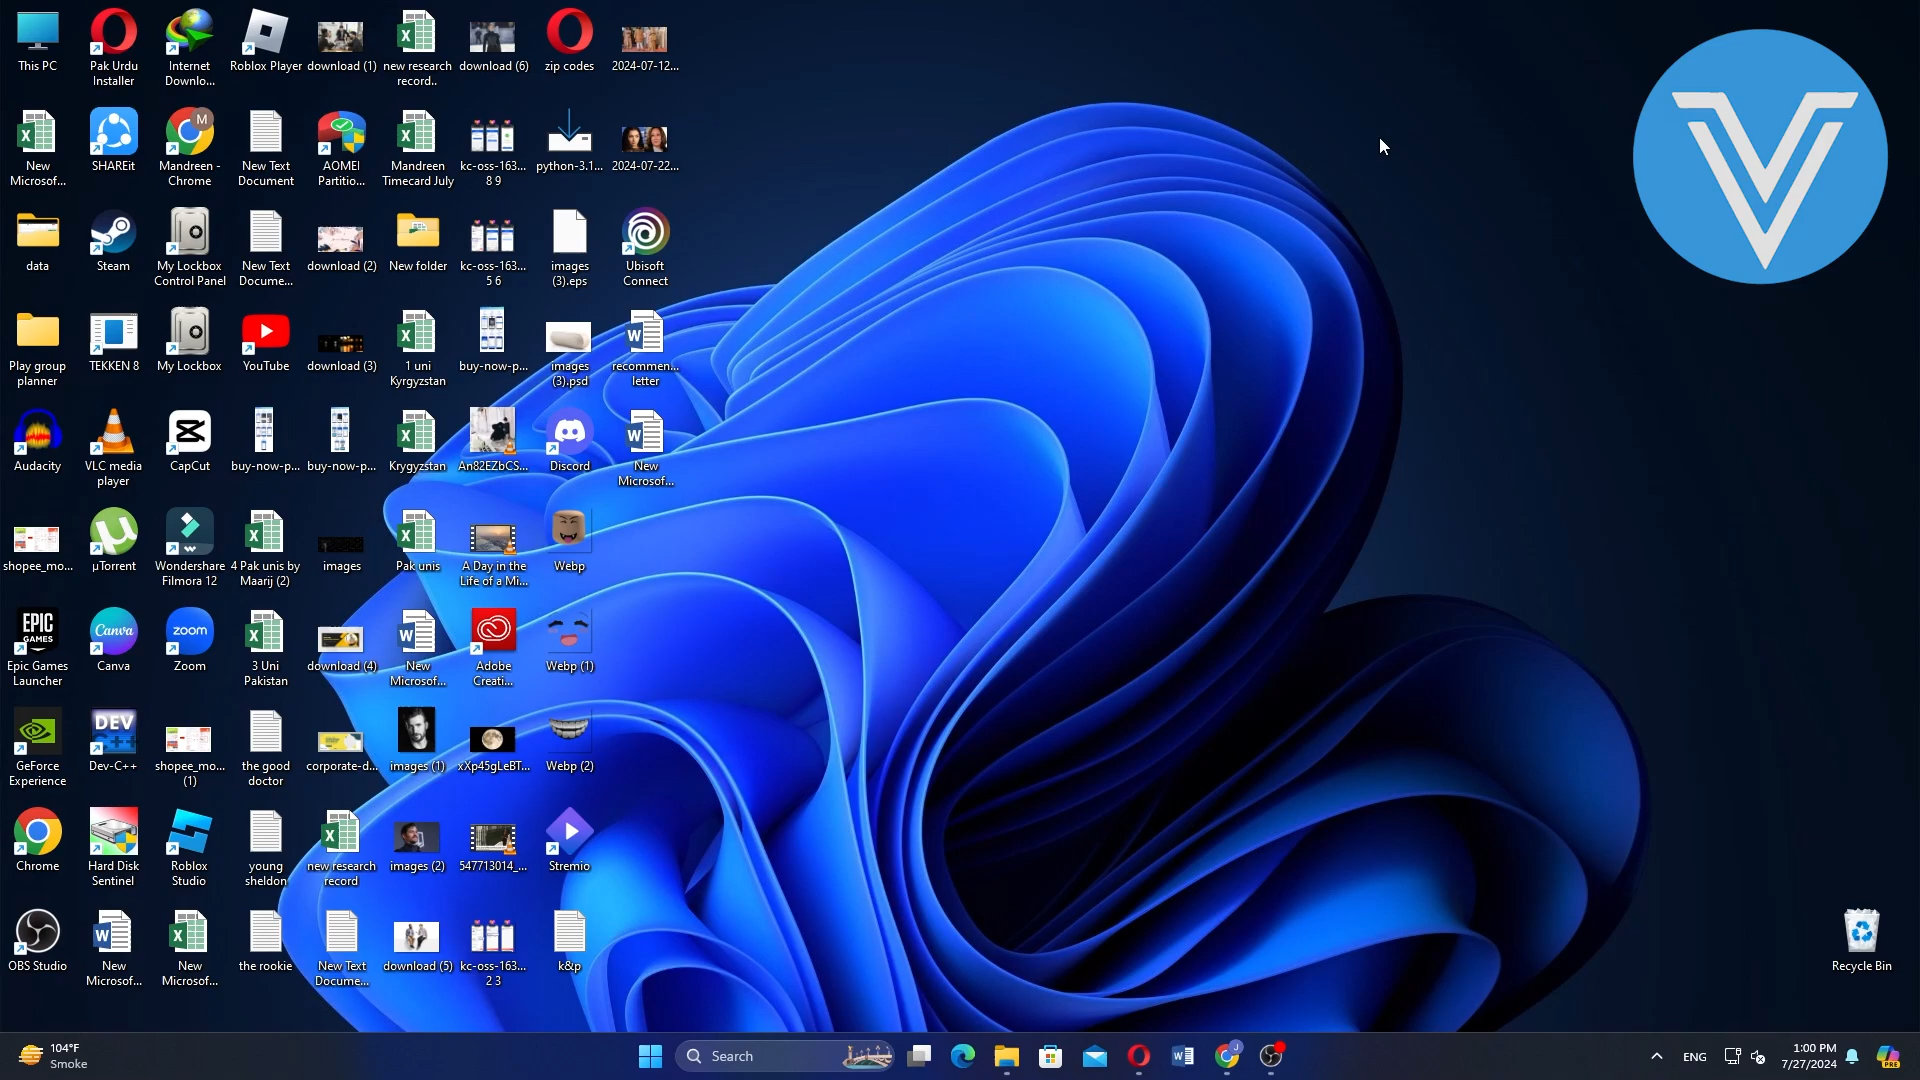 This PC
Pak Urdu
Installer
Internet
Downlo...
Roblox Player
download (1)
new research
record..
download (6)
zip codes
2024-07-12...
New
Microsof...
SHAREit
M
Mandreen -
Chrome
New Text
Document
AOMEI
Partitio...
Mandreen
Timecard July
kc-oss-163...
8 9
python-3.1...
2024-07-22...
data
Steam
My Lockbox
Control Panel
New Text
Docume...
download (2)
New folder
kc-oss-163...
5 6
images
(3).eps
Ubisoft
Connect
Play group
planner
TEKKEN 8
My Lockbox
YouTube
download (3)
1 uni
Kyrgyzstan
buy-now-p...
images
(3).psd
recommen...
letter
Audacity
VLC media
player
CapCut
buy-now-p...
buy-now-p...
Krygyzstan
An82EZbCS...
Discord
New
Microsof...
shopee_mo...
µTorrent
Wondershare
Filmora 12
4 Pak unis by
Maarij (2)
images
Pak unis
A Day in the
Life of a Mi...
Webp
EPIC
GAMES
Epic Games
Launcher
Canva
Canva
zoom
Zoom
3 Uni
Pakistan
download (4)
New
Microsof...
Adobe
Creati...
Webp (1)
GeForce
Experience
DEV
C++
Dev-C++
shopee_mo...
(1)
the good
doctor
corporate-d...
images (1)
xXp45gLeBT...
Webp (2)
Chrome
Hard Disk
Sentinel
Roblox
Studio
young
sheldon
new research
record
images (2)
547713014_...
Stremio
OBS Studio
New
Microsof...
New
Microsof...
the rookie
New Text
Docume...
download (5)
kc-oss-163...
2 3
k&p
Recycle Bin
104°F
Smoke
Search
J
ENG
1:00 PM
7/27/2024
PRE